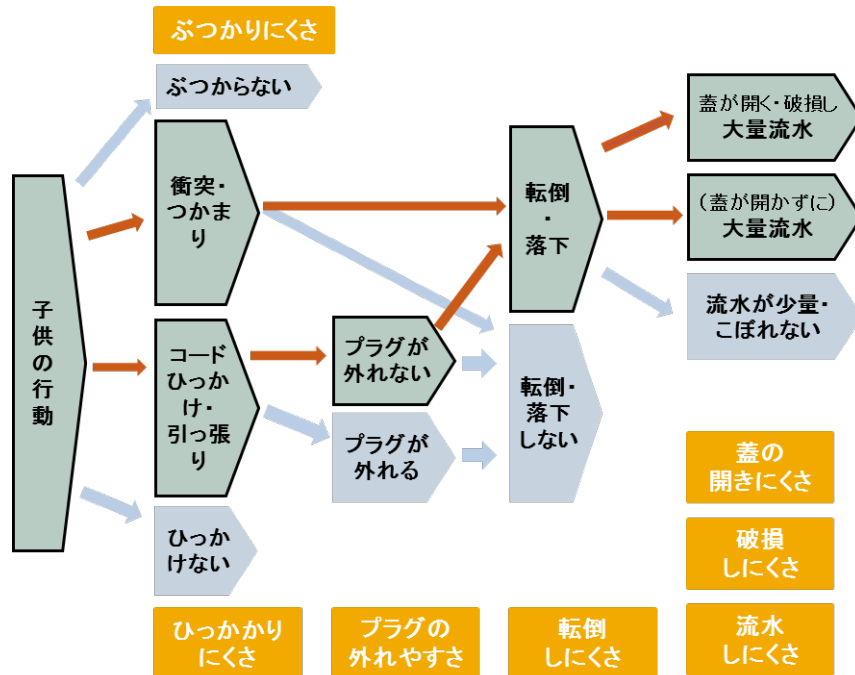 ぶつかりにくさ
ぶつからない
衝突・
つかま
り
子供の行動
コード
ひっか
け・
引っ張
り
ひっか
けない
ひっかかり
にくさ
プラグが
外れない
プラグが
外れる
プラグの
外れやすさ
転倒
・
落下
転倒・
落下
しない
転倒
しにくさ
蓋が開く・破損し
大量流水
（蓋が開かずに）
大量流水
流水が少量・
こぼれない
蓋の
開きにくさ
破損
しにくさ
流水
しにくさ